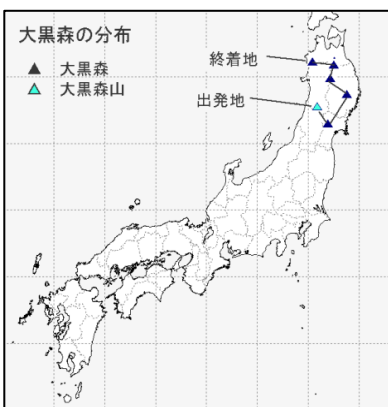 大黒森の分布
▲ 大黒森
▲ 大黒森山
終着地
出発地